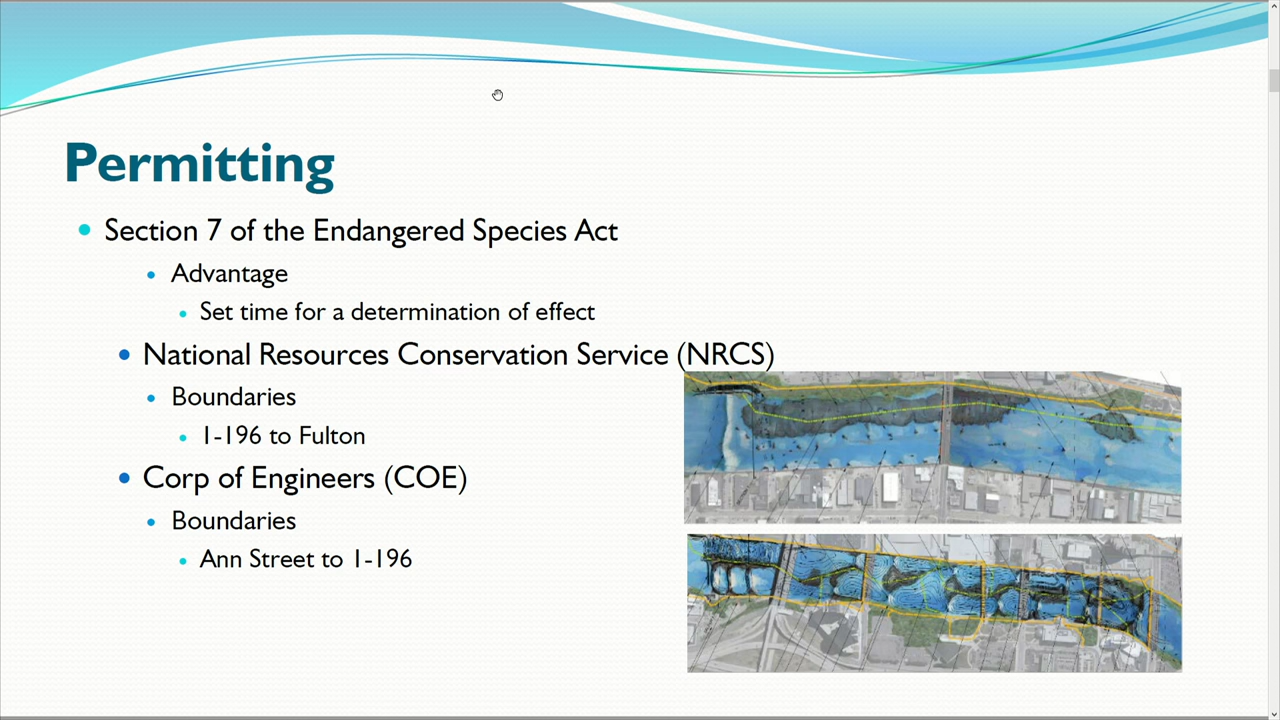 Permitting
Section 7 of the Endangered Species Act
Advantage
Set time for a determination of effect
National Resources Conservation Service (NRCS)
Boundaries
1-196 to Fulton
Corp of Engineers (COE)
Boundaries
Ann Street to 1-196